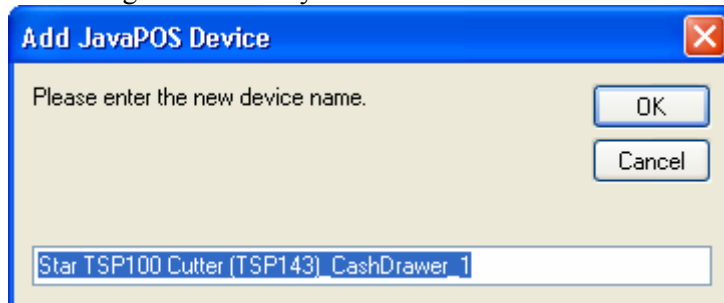 Add JavaPOS Device
Please enter the new device name.
OK
Cancel
Star TSP100 Cutter (TSP143)_CashDrawer_1